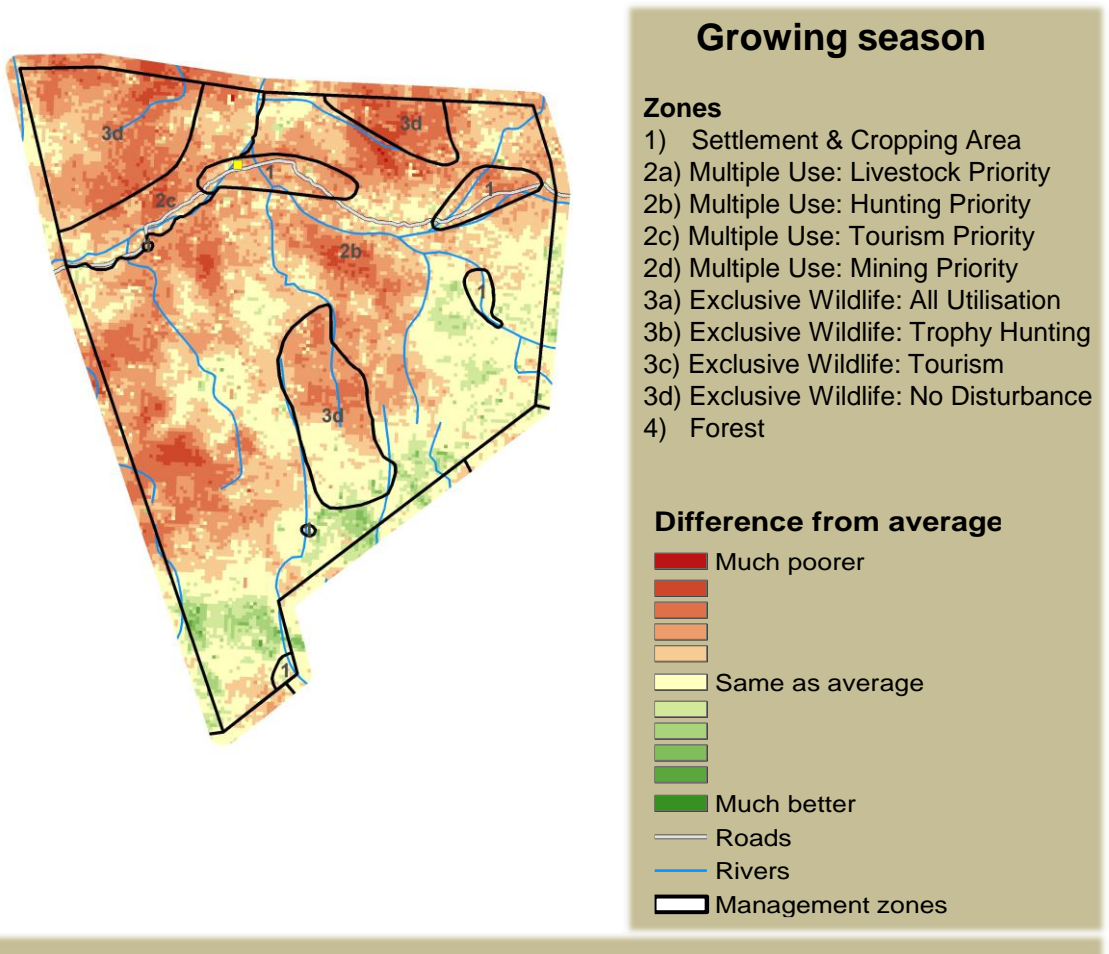 Growing season
Zones
1) Settlement & Cropping Area
2a) Multiple Use: Livestock Priority
2b) Multiple Use: Hunting Priority
2c) Multiple Use: Tourism Priority
2d) Multiple Use: Mining Priority
3a) Exclusive Wildlife: All Utilisation
3b) Exclusive Wildlife: Trophy Hunting
3c) Exclusive Wildlife: Tourism
3d) Exclusive Wildlife: No Disturbance
4) Forest
Difference from average
Much poorer
Same as average
Much better
Roads
Rivers
Management zones
3d
3d
1
1
2c
2b
1
3d
1